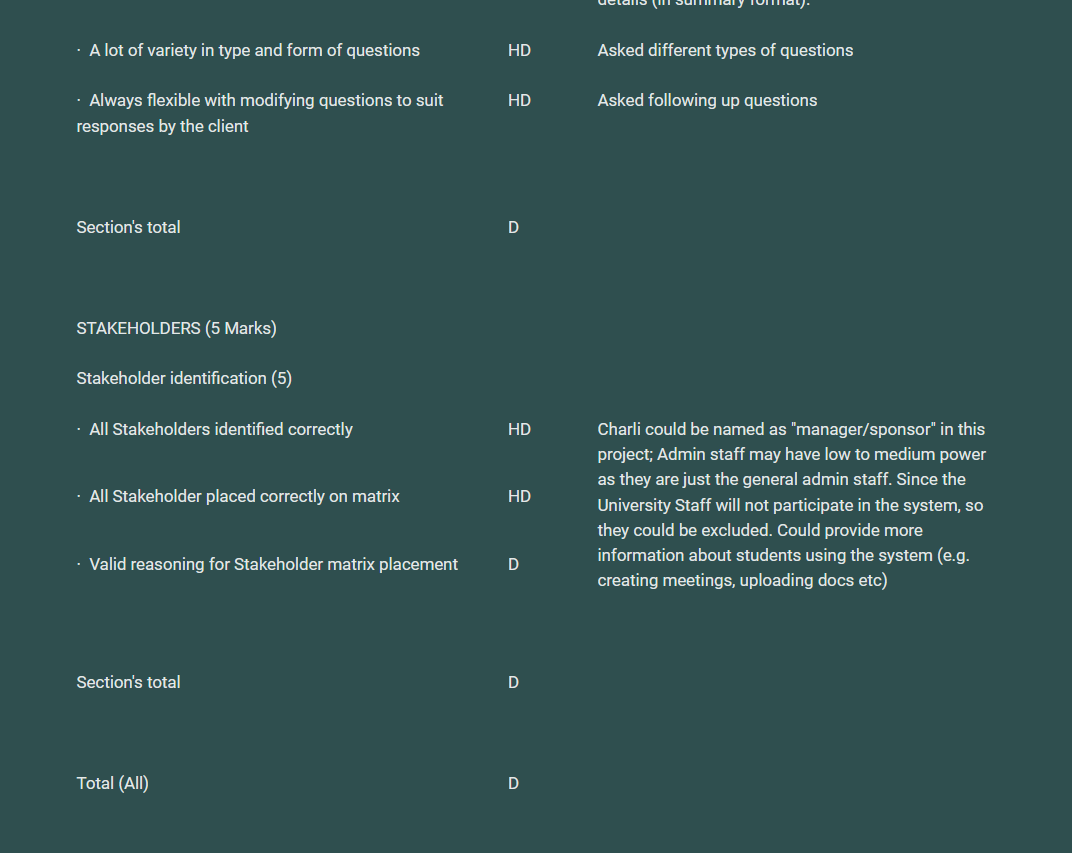 details (in summary format).
· A lot of variety in type and form of questions HD Asked different types of questions
· Always flexible with modifying questions to suit HD Asked following up questions
responses by the client
Section's total D
STAKEHOLDERS (5 Marks)
Stakeholder identification (5)
· All Stakeholders identified correctly HD Charli could be named as "manager/sponsor" in this
project; Admin staff may have low to medium power
as they are just the general admin staff. Since the
· All Stakeholder placed correctly on matrix HD University Staff will not participate in the system, so
they could be excluded. Could provide more
· Valid reasoning for Stakeholder matrix placement D information about students using the system (e.g.
creating meetings, uploading docs etc)
Section's total D
Total (All) D